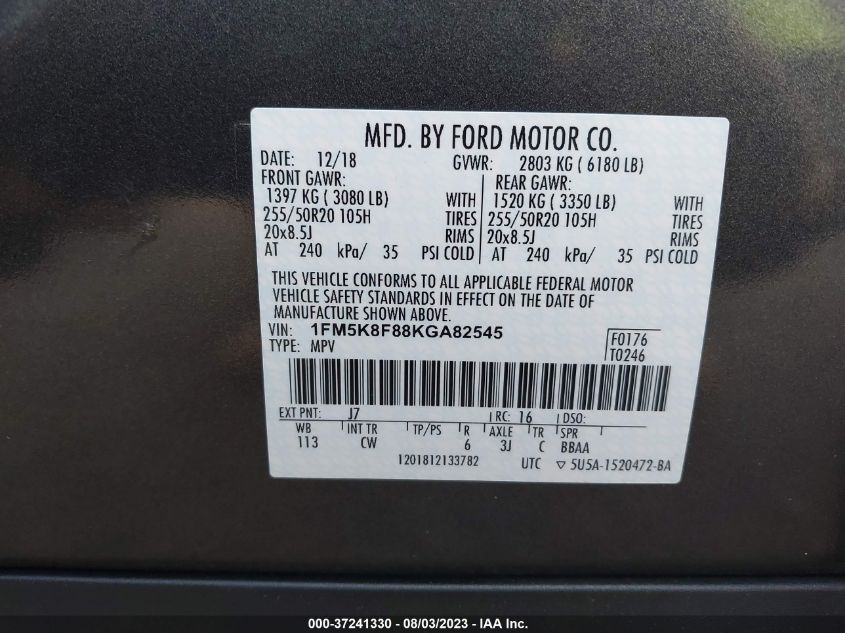 MFD. BY FORD MOTOR CO.
DATE: 12/18 GVWR: 2803 KG ( 6180 LB)
FRONT GAWR: REAR GAWR:
1397 KG ( 3080 LB) WITH 1520 KG ( 3350 LB) WITH
255/50R20 105H TIRES 255/50R20 105H TIRES
20x8.5J RIMS 20x8.5J RIMS
AT 240 kPa/ 35 PSI COLD AT 240 kPa/ 35 PSI COLD
THIS VEHICLE CONFORMS TO ALL APPLICABLE FEDERAL MOTOR
VEHICLE SAFETY STANDARDS IN EFFECT ON THE DATE OF
MANUFACTURE SHOWN ABOVE.
VIN: 1FM5K8F88KGA82545 F0176
TYPE: MPV T0246
EXT PNT: J7 RC: 16 DSO:
WB INT TR TP/PS R AXLE TR SPR
113 CW 6 3J C BBAA
1201812133782 UTC ▽ 5U5A-1520472-BA
000-37241330 - 08/03/2023 - IAA Inc.